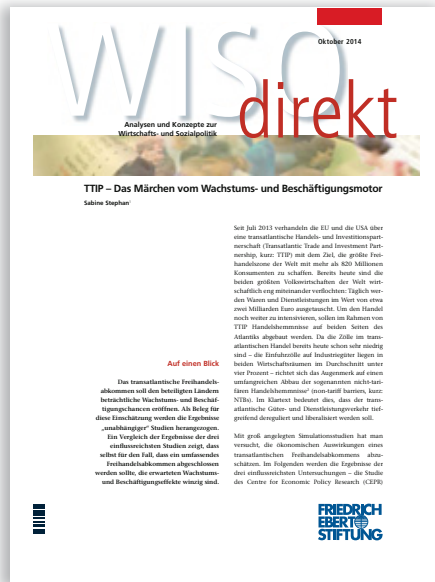 Oktober 2014
WISO
direkt
Analysen und Konzepte zur
Wirtschafts- und Sozialpolitik
TTIP – Das Märchen vom Wachstums- und Beschäftigungsmotor
Sabine Stephan¹
Auf einen Blick
Das transatlantische Freihandels-
abkommen soll den beteiligten Ländern
beträchtliche Wachstums- und Beschäf-
tigungschancen eröffnen. Als Beleg für
diese Einschätzung werden die Ergebnisse
„unabhängiger“ Studien herangezogen.
Ein Vergleich der Ergebnisse der drei
einflussreichsten Studien zeigt, dass
selbst für den Fall, dass ein umfassendes
Freihandelsabkommen abgeschlossen
werden sollte, die erwarteten Wachstums-
und Beschäftigungseffekte winzig sind.
Seit Juli 2013 verhandeln die EU und die USA über
eine transatlantische Handels- und Investitionspart-
nerschaft (Transatlantic Trade and Investment Part-
nership, kurz: TTIP) mit dem Ziel, die größte Frei-
handelszone der Welt mit mehr als 820 Millionen
Konsumenten zu schaffen. Bereits heute sind die
beiden größten Volkswirtschaften der Welt wirt-
schaftlich eng miteinander verflochten: Täglich wer-
den Waren und Dienstleistungen im Wert von etwa
zwei Milliarden Euro ausgetauscht. Um den Handel
noch weiter zu intensivieren, sollen im Rahmen von
TTIP Handelshemmnisse auf beiden Seiten des
Atlantiks abgebaut werden. Da die Zölle im trans-
atlantischen Handel bereits heute schon sehr niedrig
sind – die Einfuhrzölle auf Industriegüter liegen in
beiden Wirtschaftsräumen im Durchschnitt unter
vier Prozent – richtet sich das Augenmerk auf einen
umfangreichen Abbau der sogenannten nicht-tari-
fären Handelshemmnisse² (non-tariff barriers, kurz:
NTBs). Im Klartext bedeutet dies, dass der trans-
atlantische Güter- und Dienstleistungsverkehr tief-
greifend dereguliert und liberalisiert werden soll.
Mit groß angelegten Simulationsstudien hat man
versucht, die ökonomischen Auswirkungen eines
transatlantischen Freihandelsabkommens abzu-
schätzen. Im Folgenden werden die Ergebnisse der
drei einflussreichsten Untersuchungen – die Studie
des Centre for Economic Policy Research (CEPR)
FRIEDRICH
EBERT
STIFTUNG